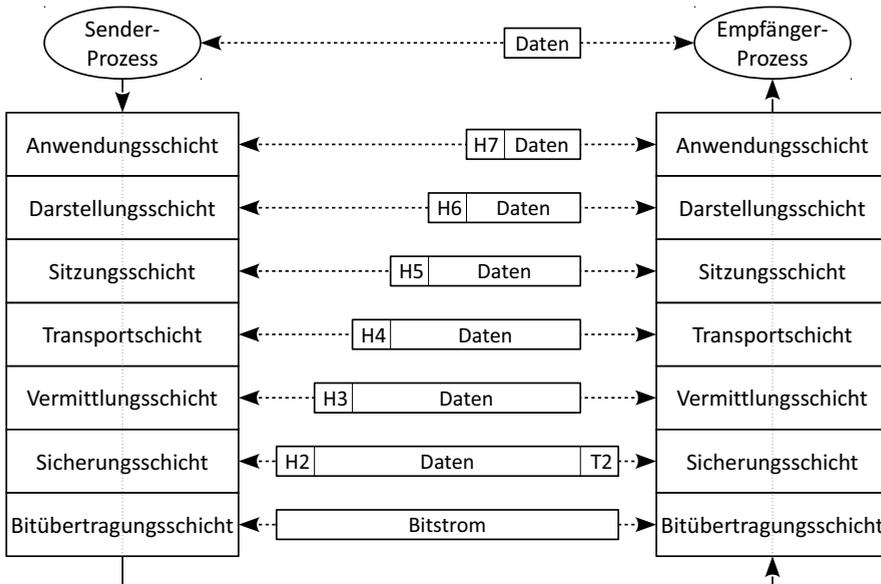 Sender-
Prozess
Daten
Empfänger-
Prozess
Anwendungsschicht
H7 Daten
Anwendungsschicht
Darstellungsschicht
H6 Daten
Darstellungsschicht
Sitzungsschicht
H5 Daten
Sitzungsschicht
Transportschicht
H4 Daten
Transportschicht
Vermittlungsschicht
H3 Daten
Vermittlungsschicht
Sicherungsschicht
H2 Daten T2
Sicherungsschicht
Bitübertragungsschicht
Bitstrom
Bitübertragungsschicht